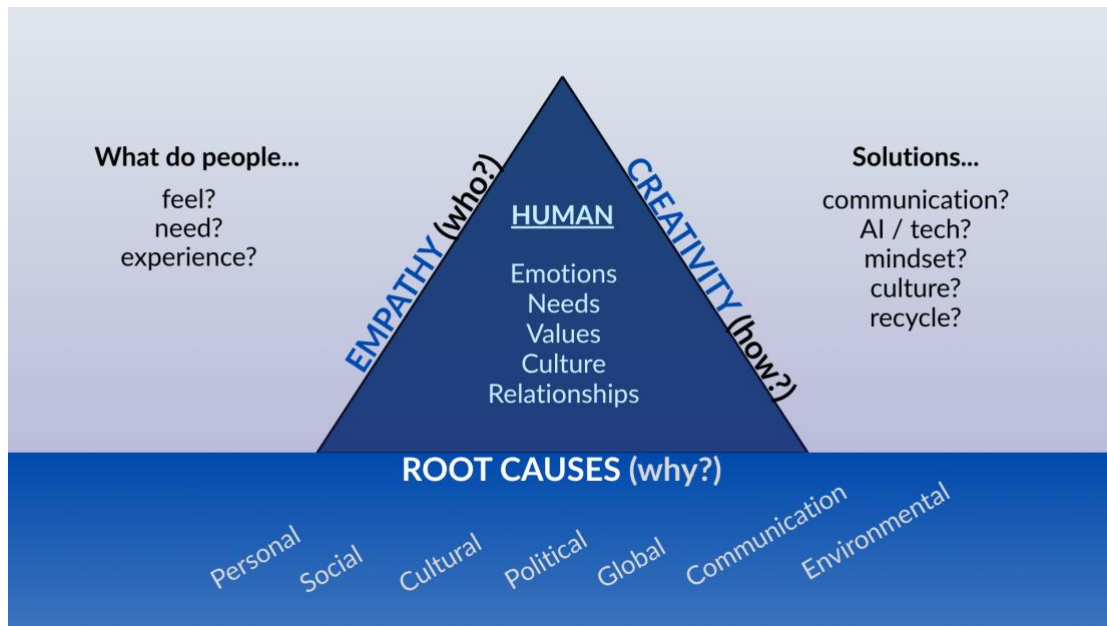 What do people...
feel?
need?
experience?
EMPATHY (who?)
HUMAN
Emotions
Needs
Values
Culture
Relationships
CREATIVITY (how?)
Solutions...
communication?
AI / tech?
mindset?
culture?
recycle?
ROOT CAUSES (why?)
Personal
Social
Cultural
Political
Global
Communication
Environmental